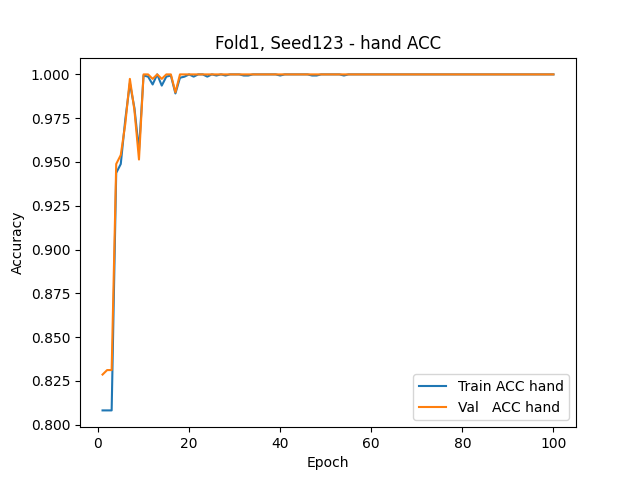 Fold1, Seed123 - hand ACC
Accuracy
1.000
0.975
0.950
0.925
0.900
0.875
0.850
0.825
0.800
0 20 40 60 80 100
Epoch
Train ACC hand
Val ACC hand